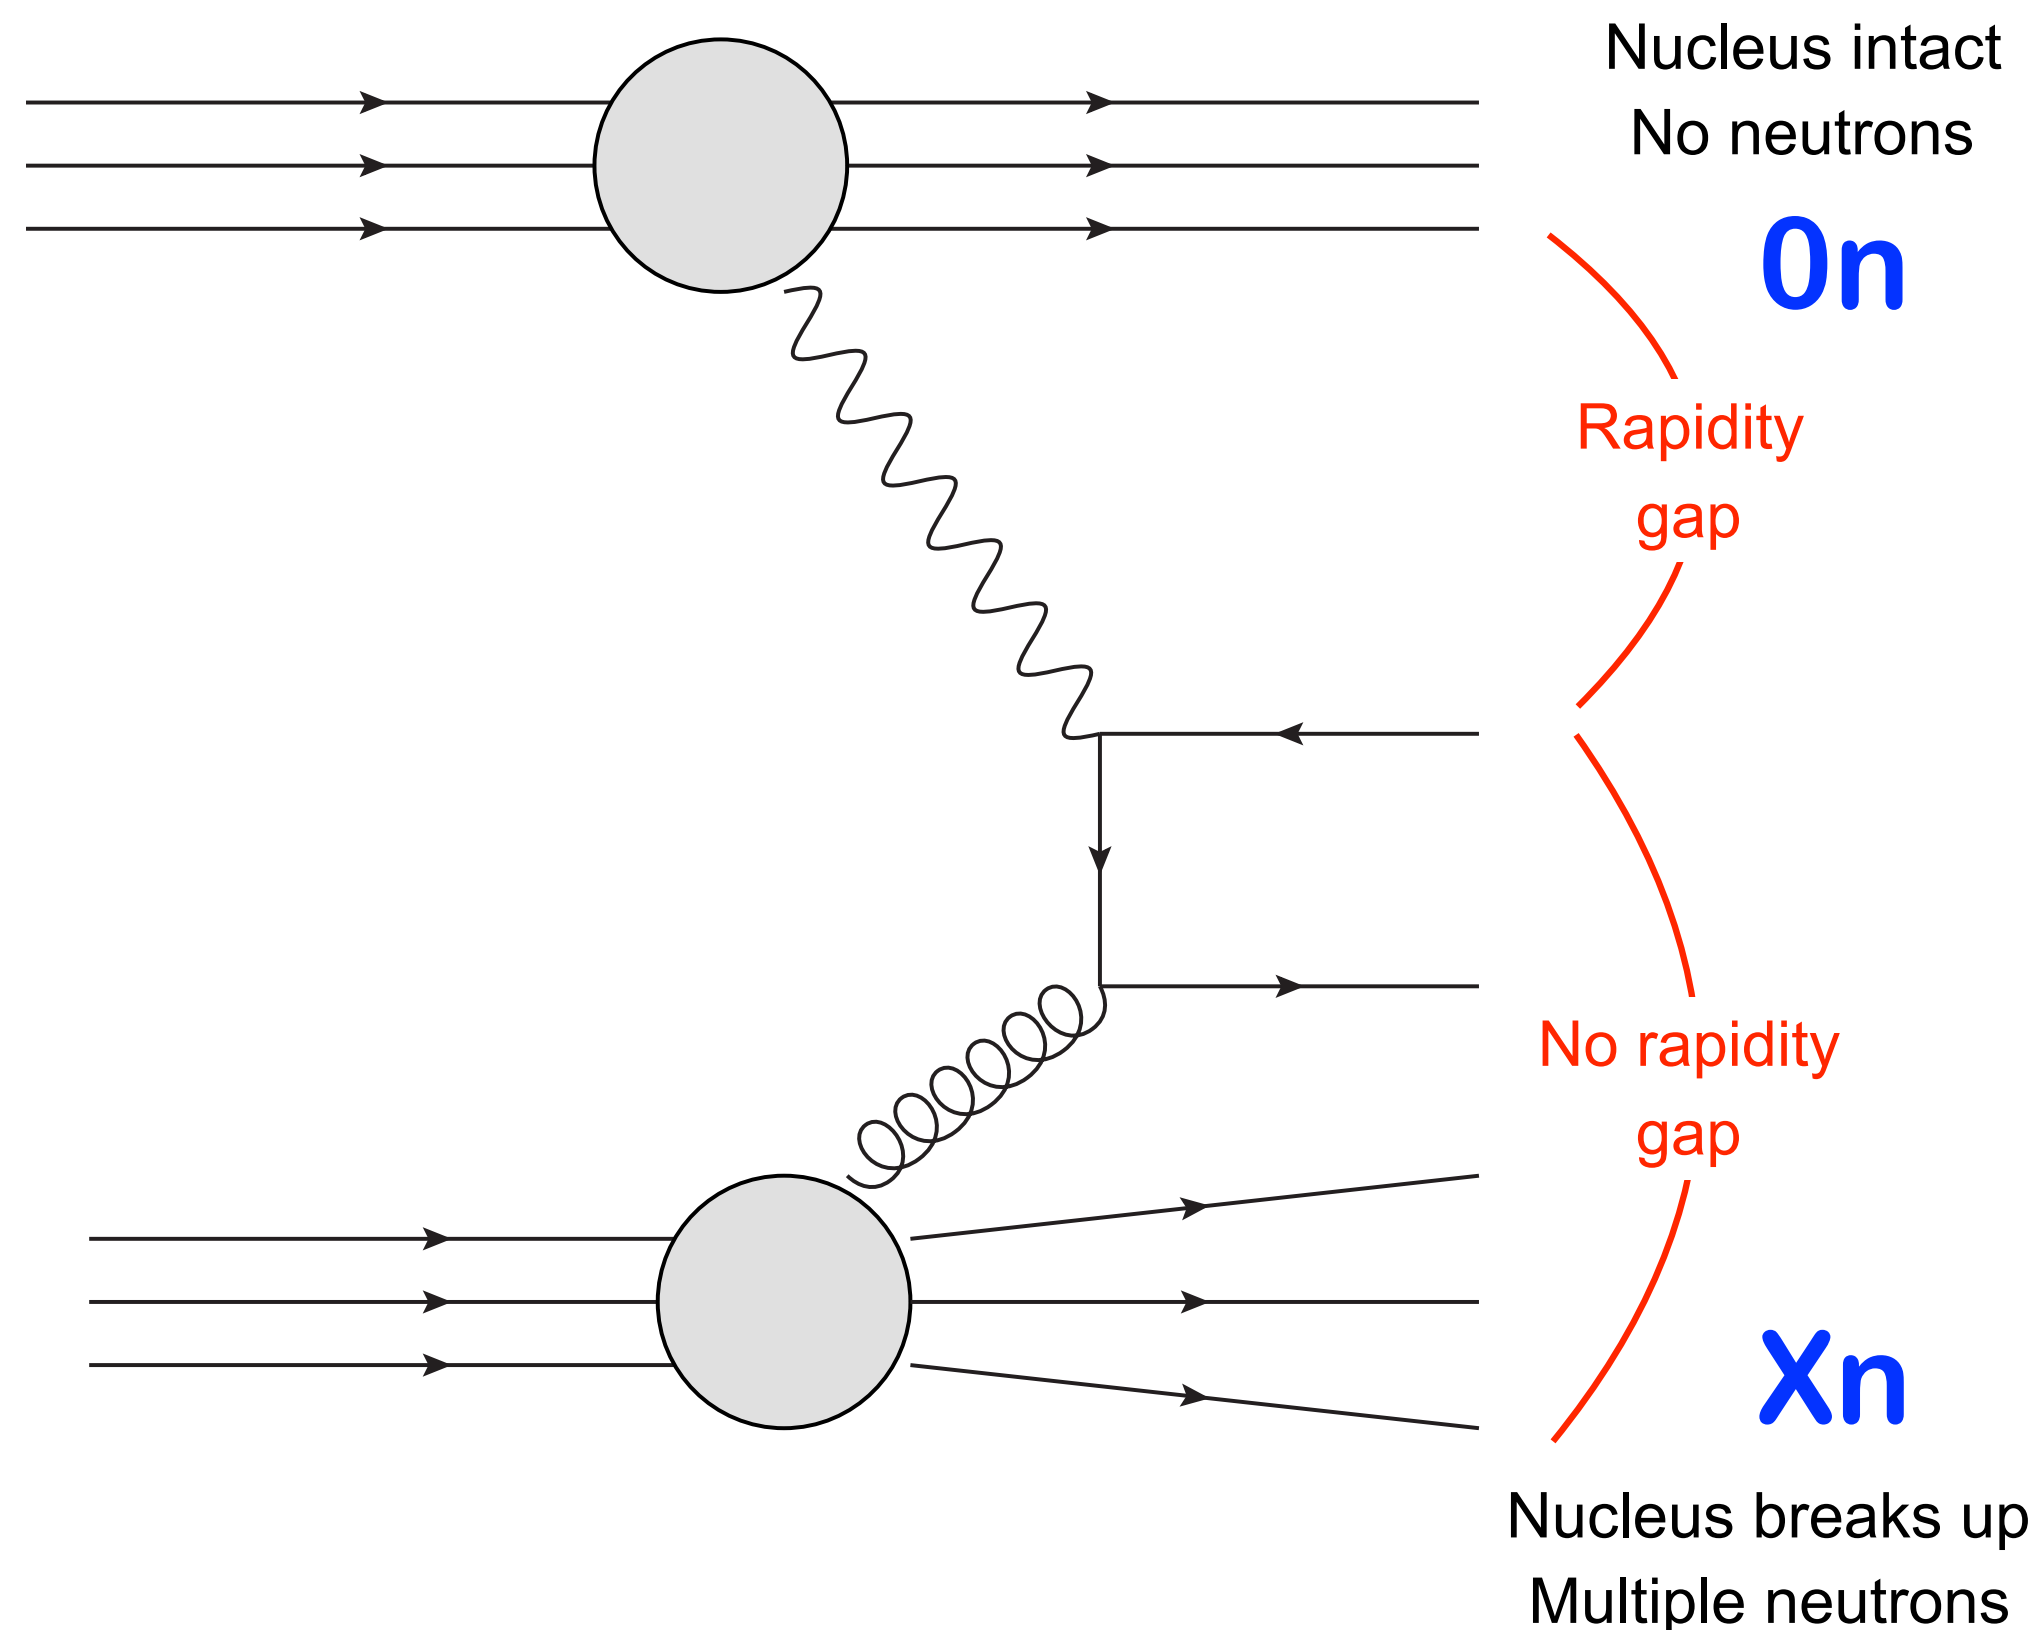 Nucleus intact
No neutrons
0n
Rapidity
gap
No rapidity
gap
Xn
Nucleus breaks up
Multiple neutrons